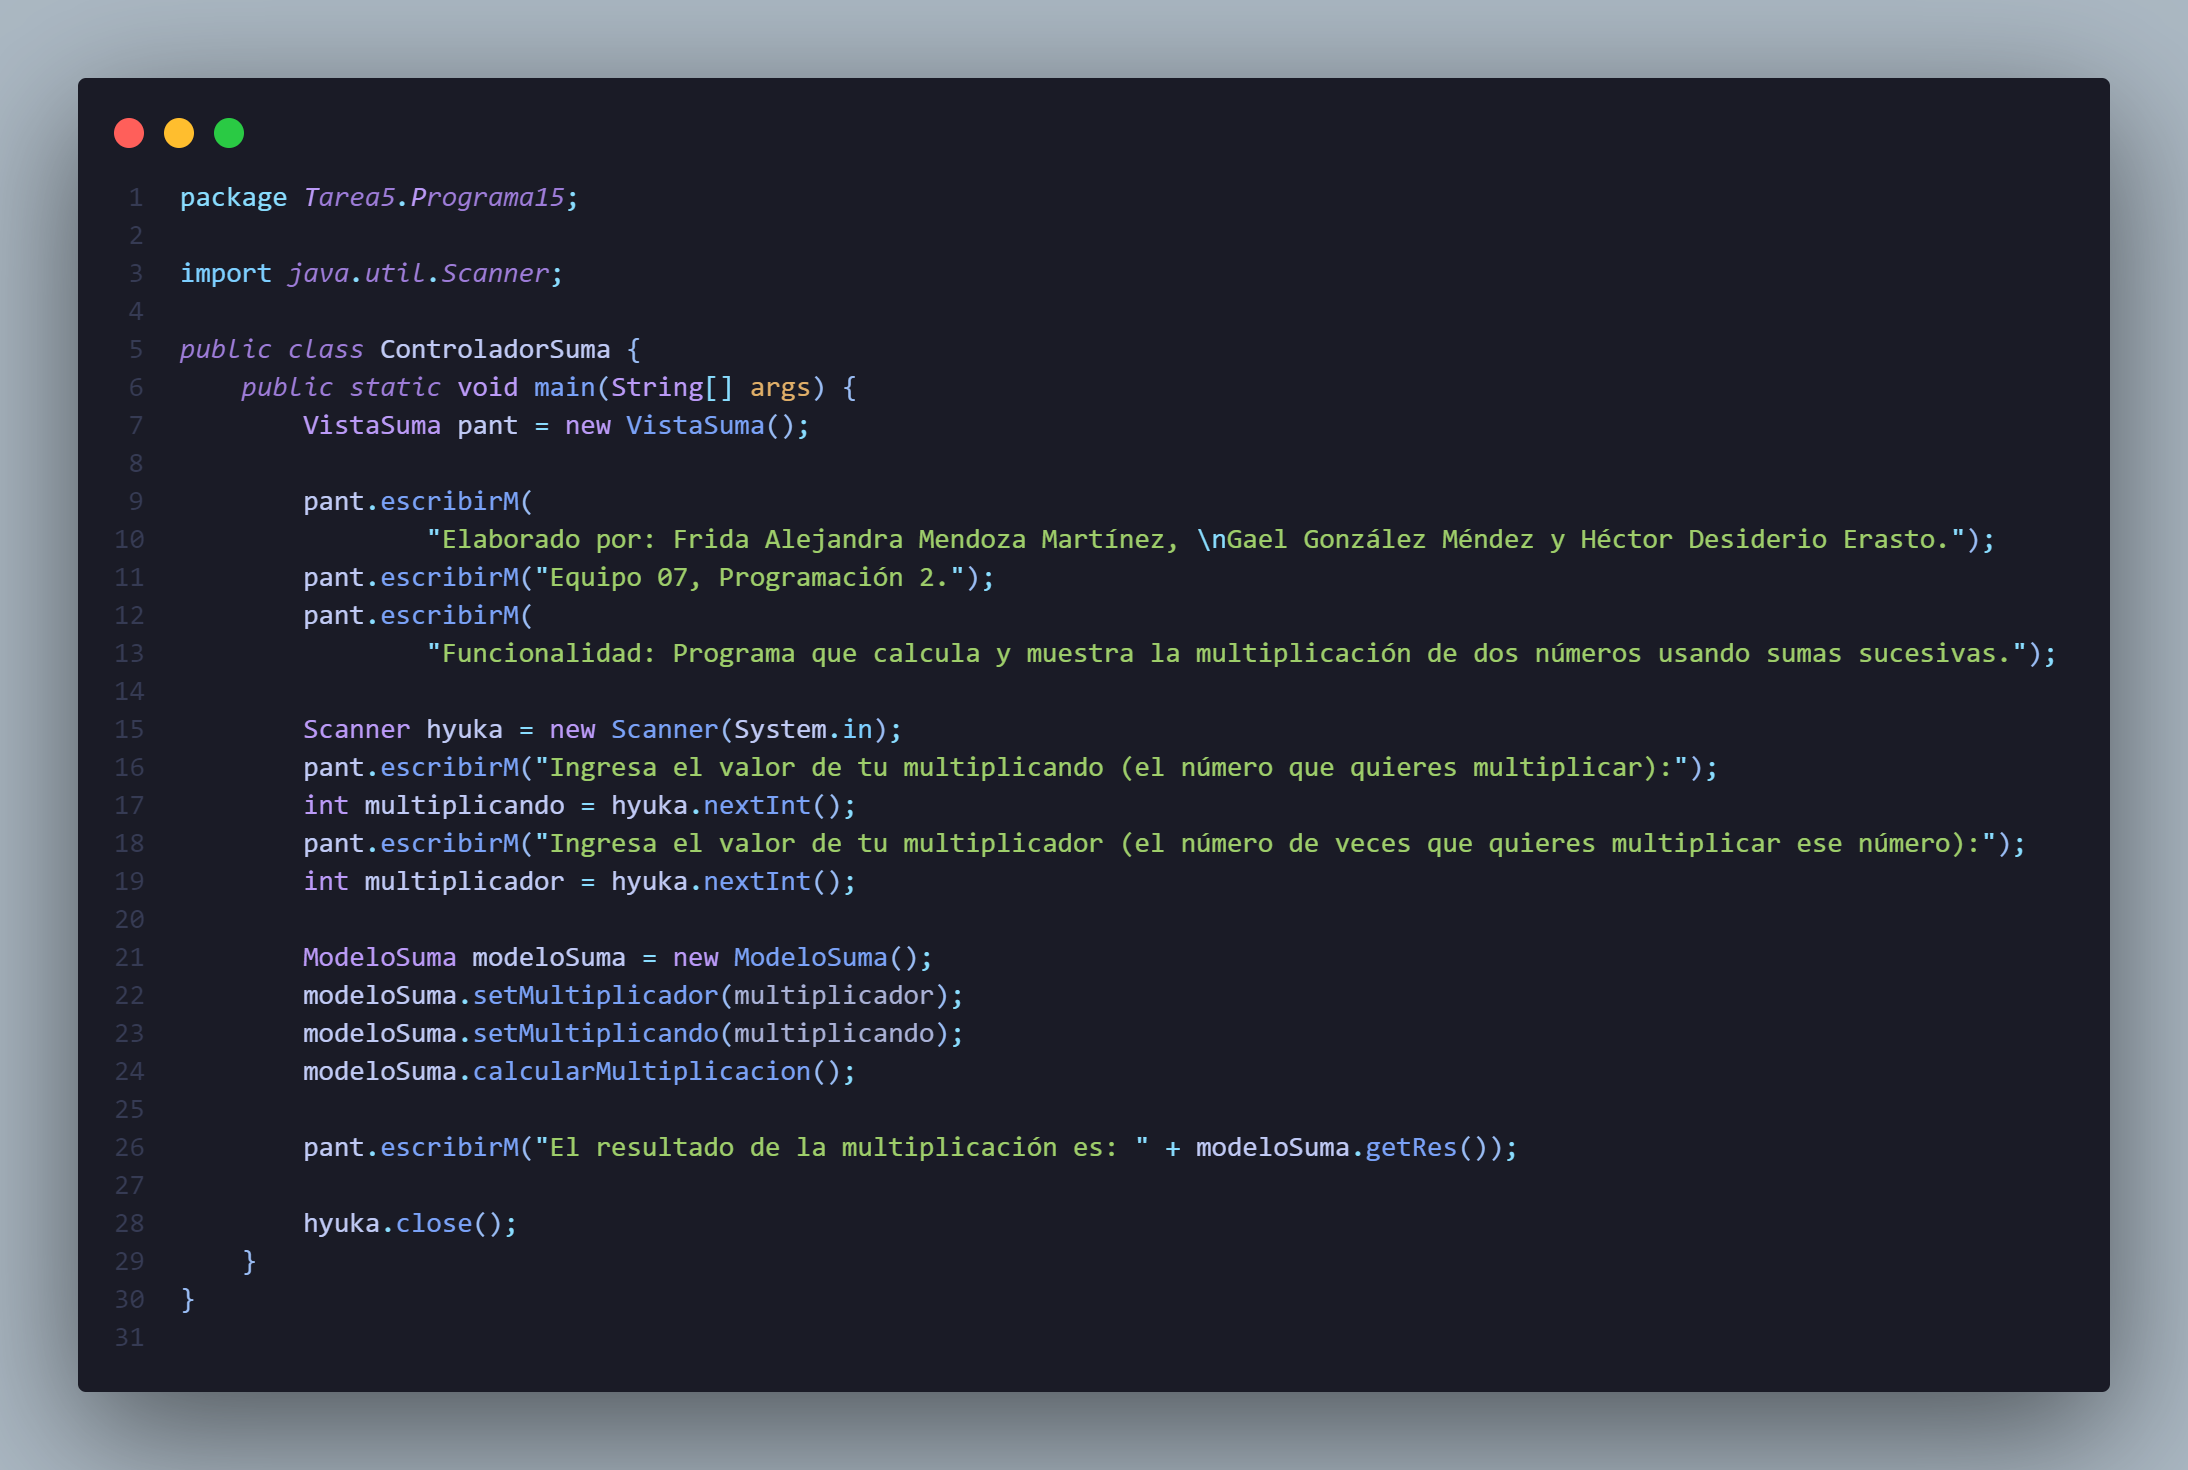 1 package Tarea5.Programa15;
2
3 import java.util.Scanner;
4
5 public class ControladorSuma {
6     public static void main(String[] args) {
7         VistaSuma pant = new VistaSuma();
8
9         pant.escribirM(
10                 "Elaborado por: Frida Alejandra Mendoza Martínez, \nGael González Méndez y Héctor Desiderio Erasto.");
11         pant.escribirM("Equipo 07, Programación 2.");
12         pant.escribirM(
13                 "Funcionalidad: Programa que calcula y muestra la multiplicación de dos números usando sumas sucesivas.");
14
15         Scanner hyuka = new Scanner(System.in);
16         pant.escribirM("Ingresa el valor de tu multiplicando (el número que quieres multiplicar):");
17         int multiplicando = hyuka.nextInt();
18         pant.escribirM("Ingresa el valor de tu multiplicador (el número de veces que quieres multiplicar ese número):");
19         int multiplicador = hyuka.nextInt();
20
21         ModeloSuma modeloSuma = new ModeloSuma();
22         modeloSuma.setMultiplicador(multiplicador);
23         modeloSuma.setMultiplicando(multiplicando);
24         modeloSuma.calcularMultiplicacion();
25
26         pant.escribirM("El resultado de la multiplicación es: " + modeloSuma.getRes());
27
28         hyuka.close();
29     }
30 }
31